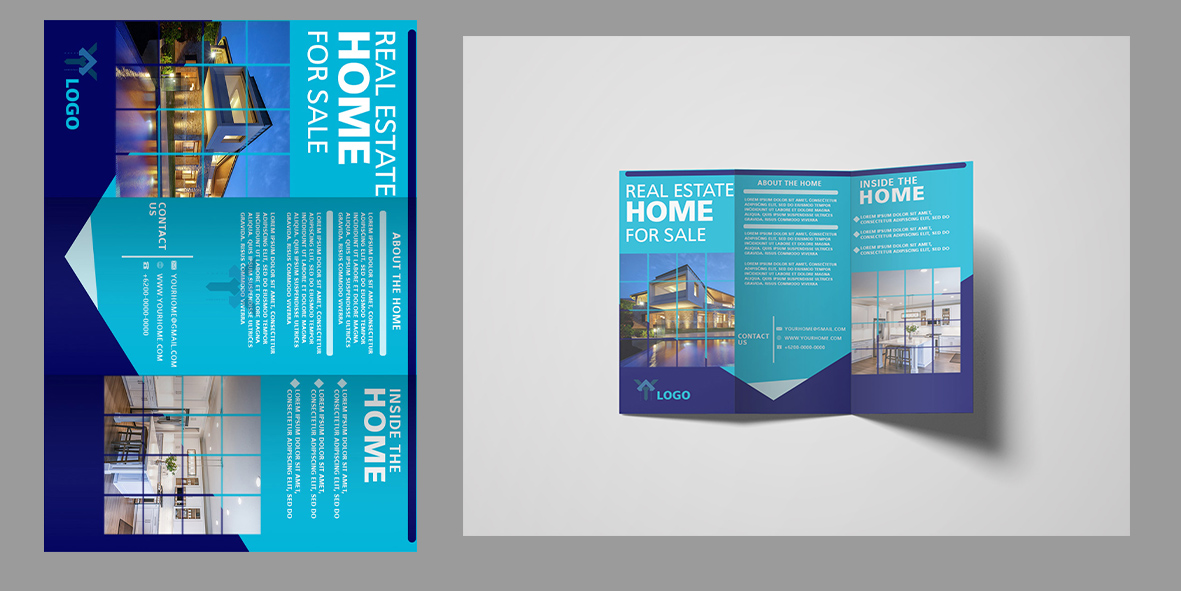 REAL ESTATE
HOME
FOR SALE
LOGO
ABOUT THE HOME
LOREM IPSUM DOLOR SIT AMET, CONSECTETUR
ADIPISCING ELIT, SED DO EIUSMOD TEMPOR
INCIDIDUNT UT LABORE ET DOLORE MAGNA
ALIQUA. QUIS IPSUM SUSPENDISSE ULTRICES
GRAVIDA. RISUS COMMODO VIVERRA
LOREM IPSUM DOLOR SIT AMET, CONSECTETUR
ADIPISCING ELIT, SED DO EIUSMOD TEMPOR
INCIDIDUNT UT LABORE ET DOLORE MAGNA
ALIQUA. QUIS IPSUM SUSPENDISSE ULTRICES
GRAVIDA. RISUS COMMODO VIVERRA
LOREM IPSUM DOLOR SIT AMET, CONSECTETUR
ADIPISCING ELIT, SED DO EIUSMOD TEMPOR
INCIDIDUNT UT LABORE ET DOLORE MAGNA
ALIQUA. QUIS IPSUM SUSPENDISSE ULTRICES
GRAVIDA. RISUS COMMODO VIVERRA
CONTACT
US
YOURHOME@GMAIL.COM
WWW.YOURHOME.COM
+6200-0000-0000
INSIDE THE
HOME
LOREM IPSUM DOLOR SIT AMET,
CONSECTETUR ADIPISCING ELIT, SED DO
LOREM IPSUM DOLOR SIT AMET,
CONSECTETUR ADIPISCING ELIT, SED DO
LOREM IPSUM DOLOR SIT AMET,
CONSECTETUR ADIPISCING ELIT, SED DO
REAL ESTATE
HOME
FOR SALE
LOGO
ABOUT THE HOME
LOREM IPSUM DOLOR SIT AMET, CONSECTETUR
ADIPISCING ELIT, SED DO EIUSMOD TEMPOR
INCIDIDUNT UT LABORE ET DOLORE MAGNA
ALIQUA. QUIS IPSUM SUSPENDISSE ULTRICES
GRAVIDA. RISUS COMMODO VIVERRA
LOREM IPSUM DOLOR SIT AMET, CONSECTETUR
ADIPISCING ELIT, SED DO EIUSMOD TEMPOR
INCIDIDUNT UT LABORE ET DOLORE MAGNA
ALIQUA. QUIS IPSUM SUSPENDISSE ULTRICES
GRAVIDA. RISUS COMMODO VIVERRA
LOREM IPSUM DOLOR SIT AMET, CONSECTETUR
ADIPISCING ELIT, SED DO EIUSMOD TEMPOR
INCIDIDUNT UT LABORE ET DOLORE MAGNA
ALIQUA. QUIS IPSUM SUSPENDISSE ULTRICES
GRAVIDA. RISUS COMMODO VIVERRA
CONTACT
US
YOURHOME@GMAIL.COM
WWW.YOURHOME.COM
+6200-0000-0000
INSIDE THE
HOME
LOREM IPSUM DOLOR SIT AMET,
CONSECTETUR ADIPISCING ELIT, SED DO
LOREM IPSUM DOLOR SIT AMET,
CONSECTETUR ADIPISCING ELIT, SED DO
LOREM IPSUM DOLOR SIT AMET,
CONSECTETUR ADIPISCING ELIT, SED DO